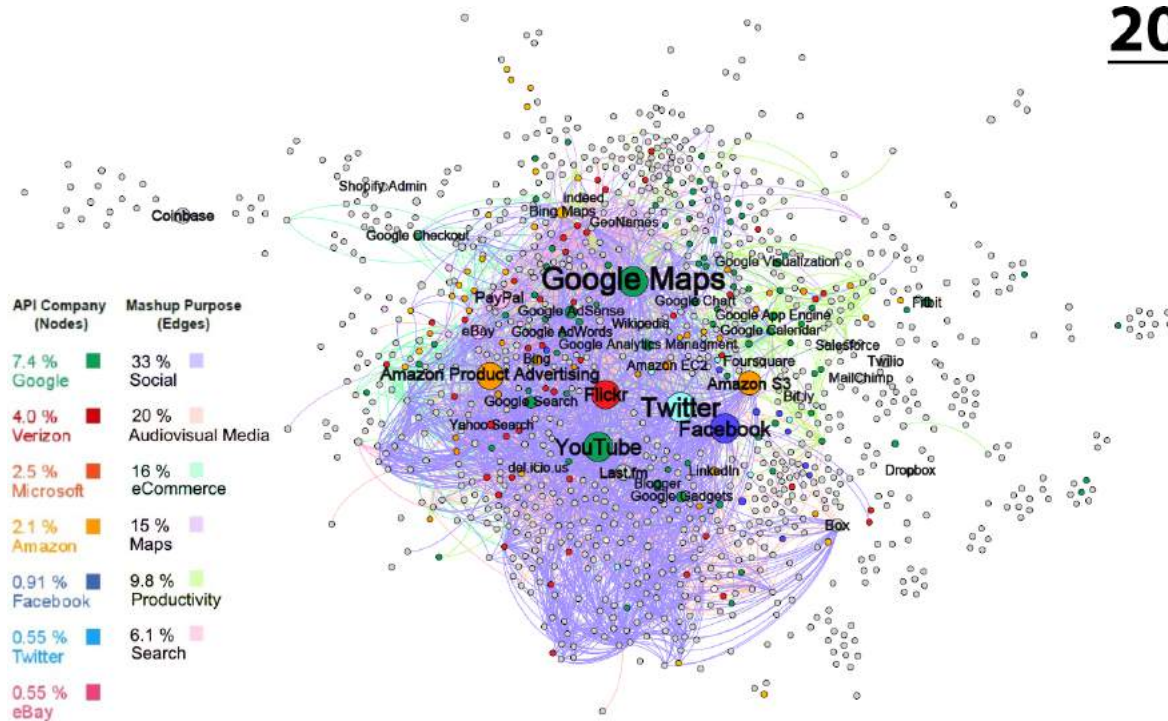 20
Shopify Admin
Coinbase
Indeed
Bing Maps
GeoNames
Google Checkout
Google Visualization
Google Maps
API Company
(Nodes)
Mashup Purpose
(Edges)
PayPal
Google Chart
Fitbit
Google AdSense
Google App Engine
eBay
Google AdWords
Wikipedia
Google Calendar
Google Analytics Managment
Salesforce
7.4 %
Google
33 %
Social
Bing
Amazon EC2
Foursquare
Twilio
Amazon Product Advertising
Amazon S3
MailChimp
Flickr
Bit.ly
Google Search
Twitter
4.0 %
Verizon
20 %
Audiovisual Media
Yahoo Search
Facebook
YouTube
2.5 %
Microsoft
16 %
eCommerce
del.icio.us
Last.fm
LinkedIn
Dropbox
Blogger
Google Gadgets
2.1 %
Amazon
15 %
Maps
Box
0.91 %
Facebook
9.8 %
Productivity
0.55 %
Twitter
6.1 %
Search
0.55 %
eBay